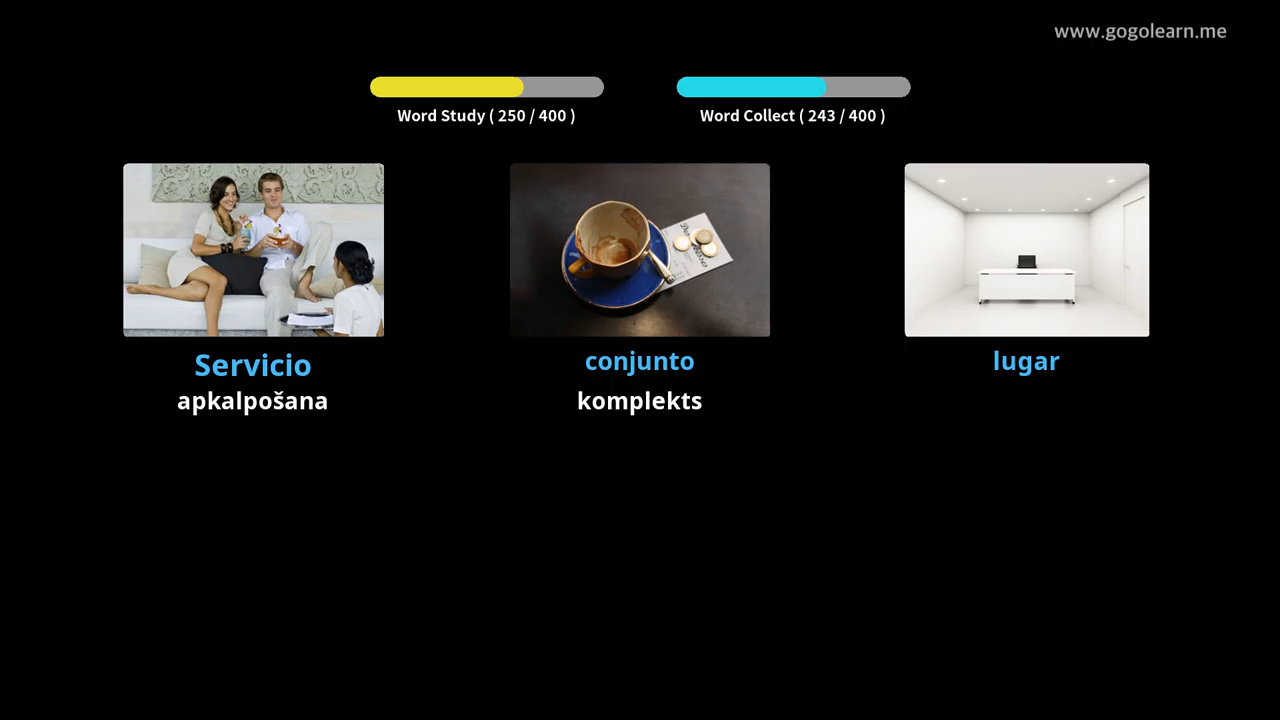 www.gogolearn.me
Word Study ( 250 / 400 )
Word Collect ( 243 / 400 )
Servicio
apkalpošana
conjunto
komplekts
lugar